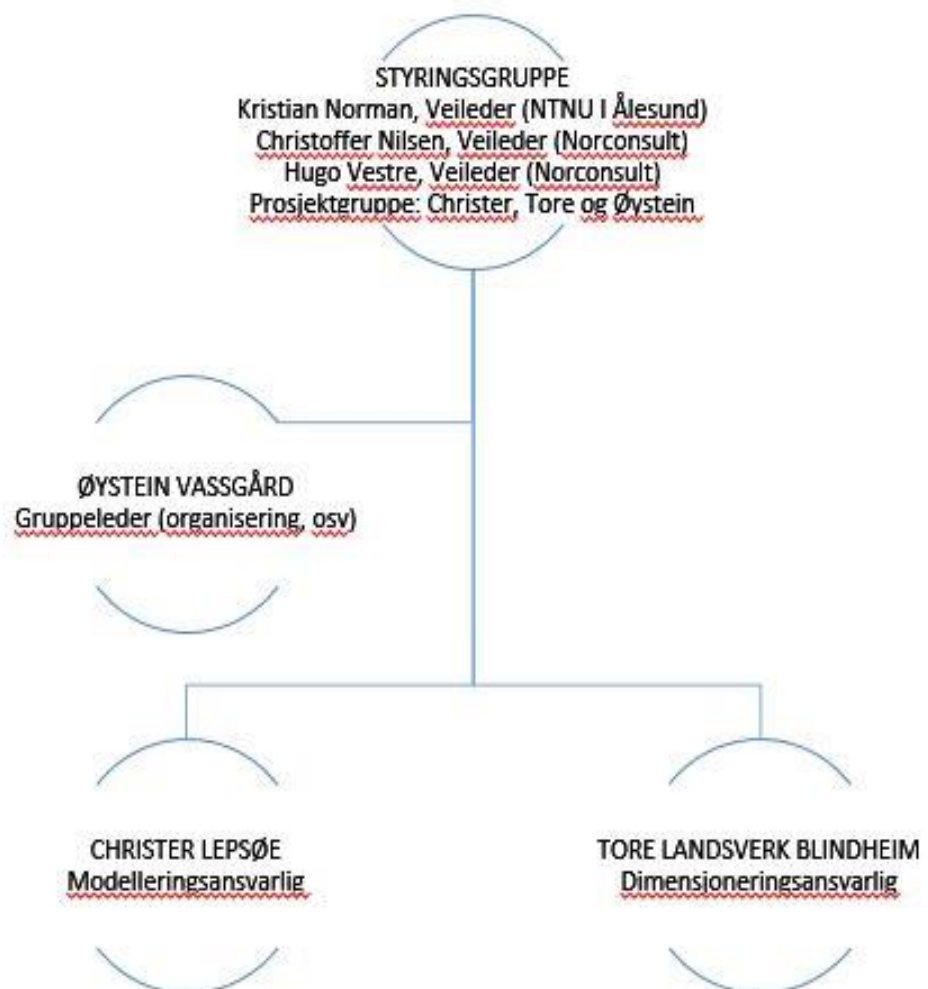 STYRINGSGRUPPE
Kristian Norman, Veileder (NTNU I Ålesund)
Christoffer Nilsen, Veileder (Norconsult)
Hugo Vestre, Veileder (Norconsult)
Prosjektgruppe: Christer, Tore og Øystein
ØYSTEIN VASSGÅRD
Gruppeleder (organisering, osv)
CHRISTER LEPSØE
Modelleringsansvarlig
TORE LANDSVERK BLINDHEIM
Dimensjoneringsansvarlig